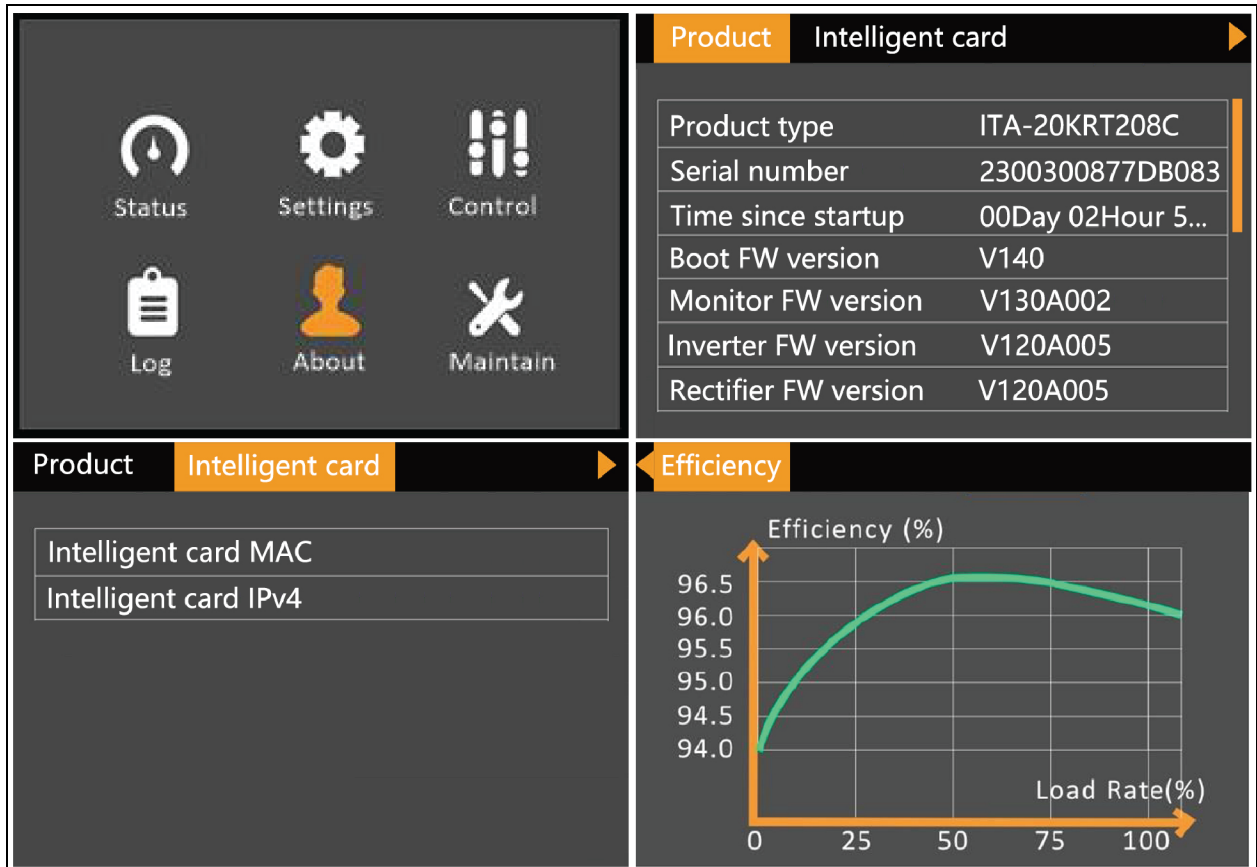 Status Settings Control
Log About Maintain
Product Intelligent card
Product type ITA-20KRT208C
Serial number 2300300877DB083
Time since startup 00Day 02Hour 5...
Boot FW version V140
Monitor FW version V130A002
Inverter FW version V120A005
Rectifier FW version V120A005
Product Intelligent card
Intelligent card MAC
Intelligent card IPv4
Efficiency
Efficiency (%)
96.5
96.0
95.5
95.0
94.5
94.0
Load Rate(%)
0 25 50 75 100